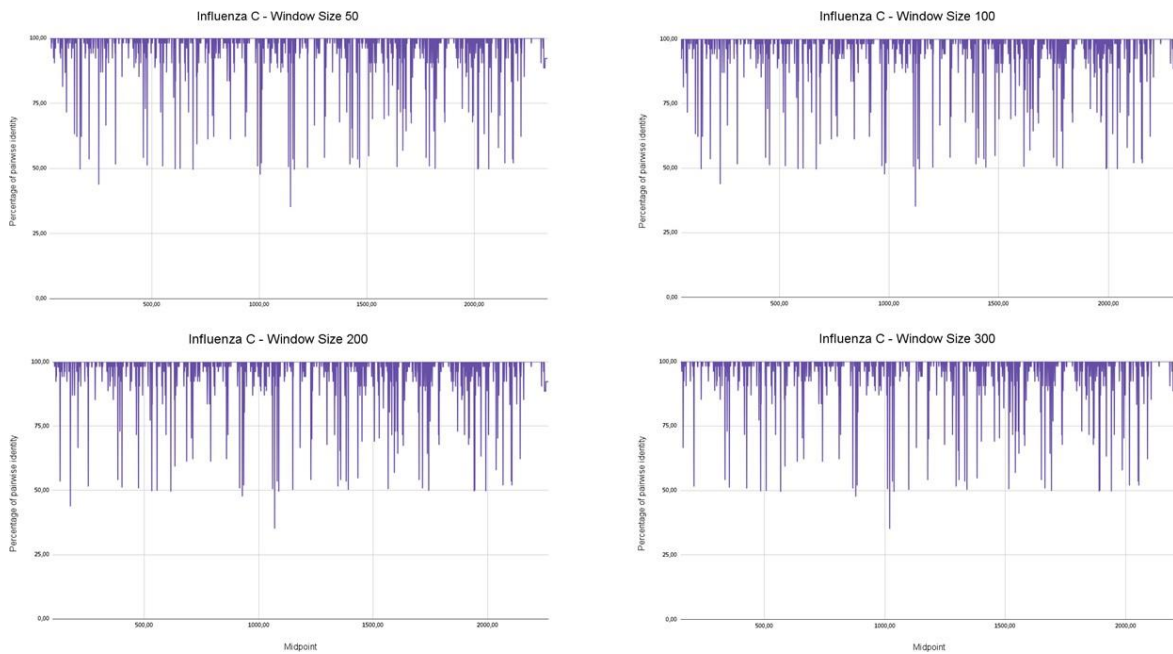 Influenza C - Window Size 50
Percentage of pairwise identity
100,00
75,00
50,00
25,00
0,00
500,00 1000,00 1500,00 2000,00
Influenza C - Window Size 100
Percentage of pairwise identity
100,00
75,00
50,00
25,00
0,00
500,00 1000,00 1500,00 2000,00
Influenza C - Window Size 200
Percentage of pairwise identity
100,00
75,00
50,00
25,00
0,00
500,00 1000,00 1500,00 2000,00
Midpoint
Influenza C - Window Size 300
Percentage of pairwise identity
100,00
75,00
50,00
25,00
0,00
500,00 1000,00 1500,00 2000,00
Midpoint